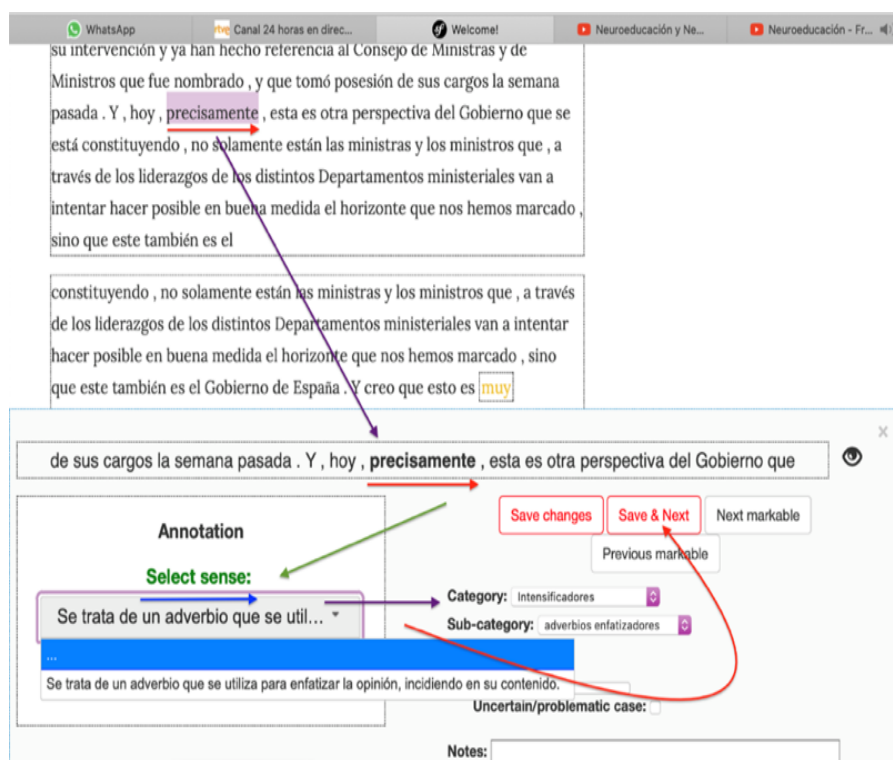 WhatsApp
rtve Canal 24 horas en direc...
Welcome!
Neuroeducación y Ne...
Neuroeducación - Fr...
su intervención y ya han hecho referencia al Consejo de Ministras y de
Ministros que fue nombrado , y que tomó posesión de sus cargos la semana
pasada . Y , hoy , precisamente , esta es otra perspectiva del Gobierno que se
está constituyendo , no solamente están las ministras y los ministros que , a
través de los liderazgos de los distintos Departamentos ministeriales van a
intentar hacer posible en buena medida el horizonte que nos hemos marcado ,
sino que este también es el
constituyendo , no solamente están las ministras y los ministros que , a través
de los liderazgos de los distintos Departamentos ministeriales van a intentar
hacer posible en buena medida el horizonte que nos hemos marcado , sino
que este también es el Gobierno de España . Y creo que esto es muy
x
de sus cargos la semana pasada . Y , hoy , precisamente , esta es otra perspectiva del Gobierno que
Annotation
Select sense:
Se trata de un adverbio que se util...
...
Se trata de un adverbio que se utiliza para enfatizar la opinión, incidiendo en su contenido.
Save changes
Save & Next
Next markable
Previous markable
Category: Intensificadores
Sub-category: adverbios enfatizadores
Uncertain/problematic case:
Notes: